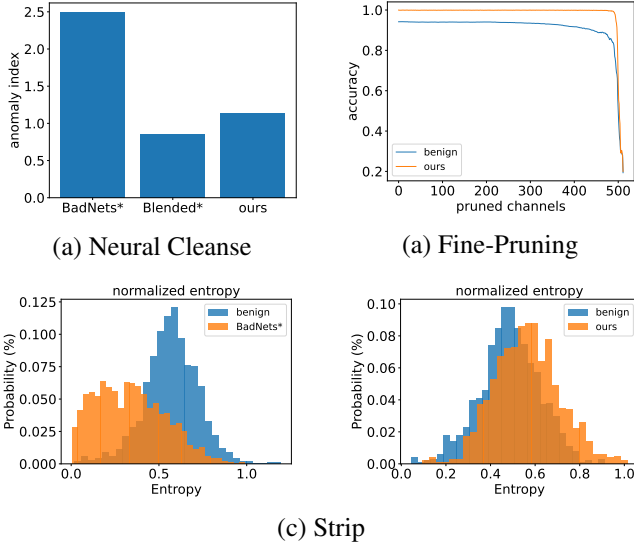 2.5
2.0
1.5
1.0
0.5
0.0
anomaly index
BadNets* Blended* ours
(a) Neural Cleanse
1.0
0.8
0.6
0.4
0.2
accuracy
benign
ours
0 100 200 300 400 500
pruned channels
(a) Fine-Pruning
normalized entropy
0.125
0.100
0.075
0.050
0.025
0.000
Probability (%)
benign
BadNets*
0.0 0.5 1.0
Entropy
normalized entropy
0.10
0.08
0.06
0.04
0.02
0.00
Probability (%)
benign
ours
0.0 0.2 0.4 0.6 0.8 1.0
Entropy
(c) Strip